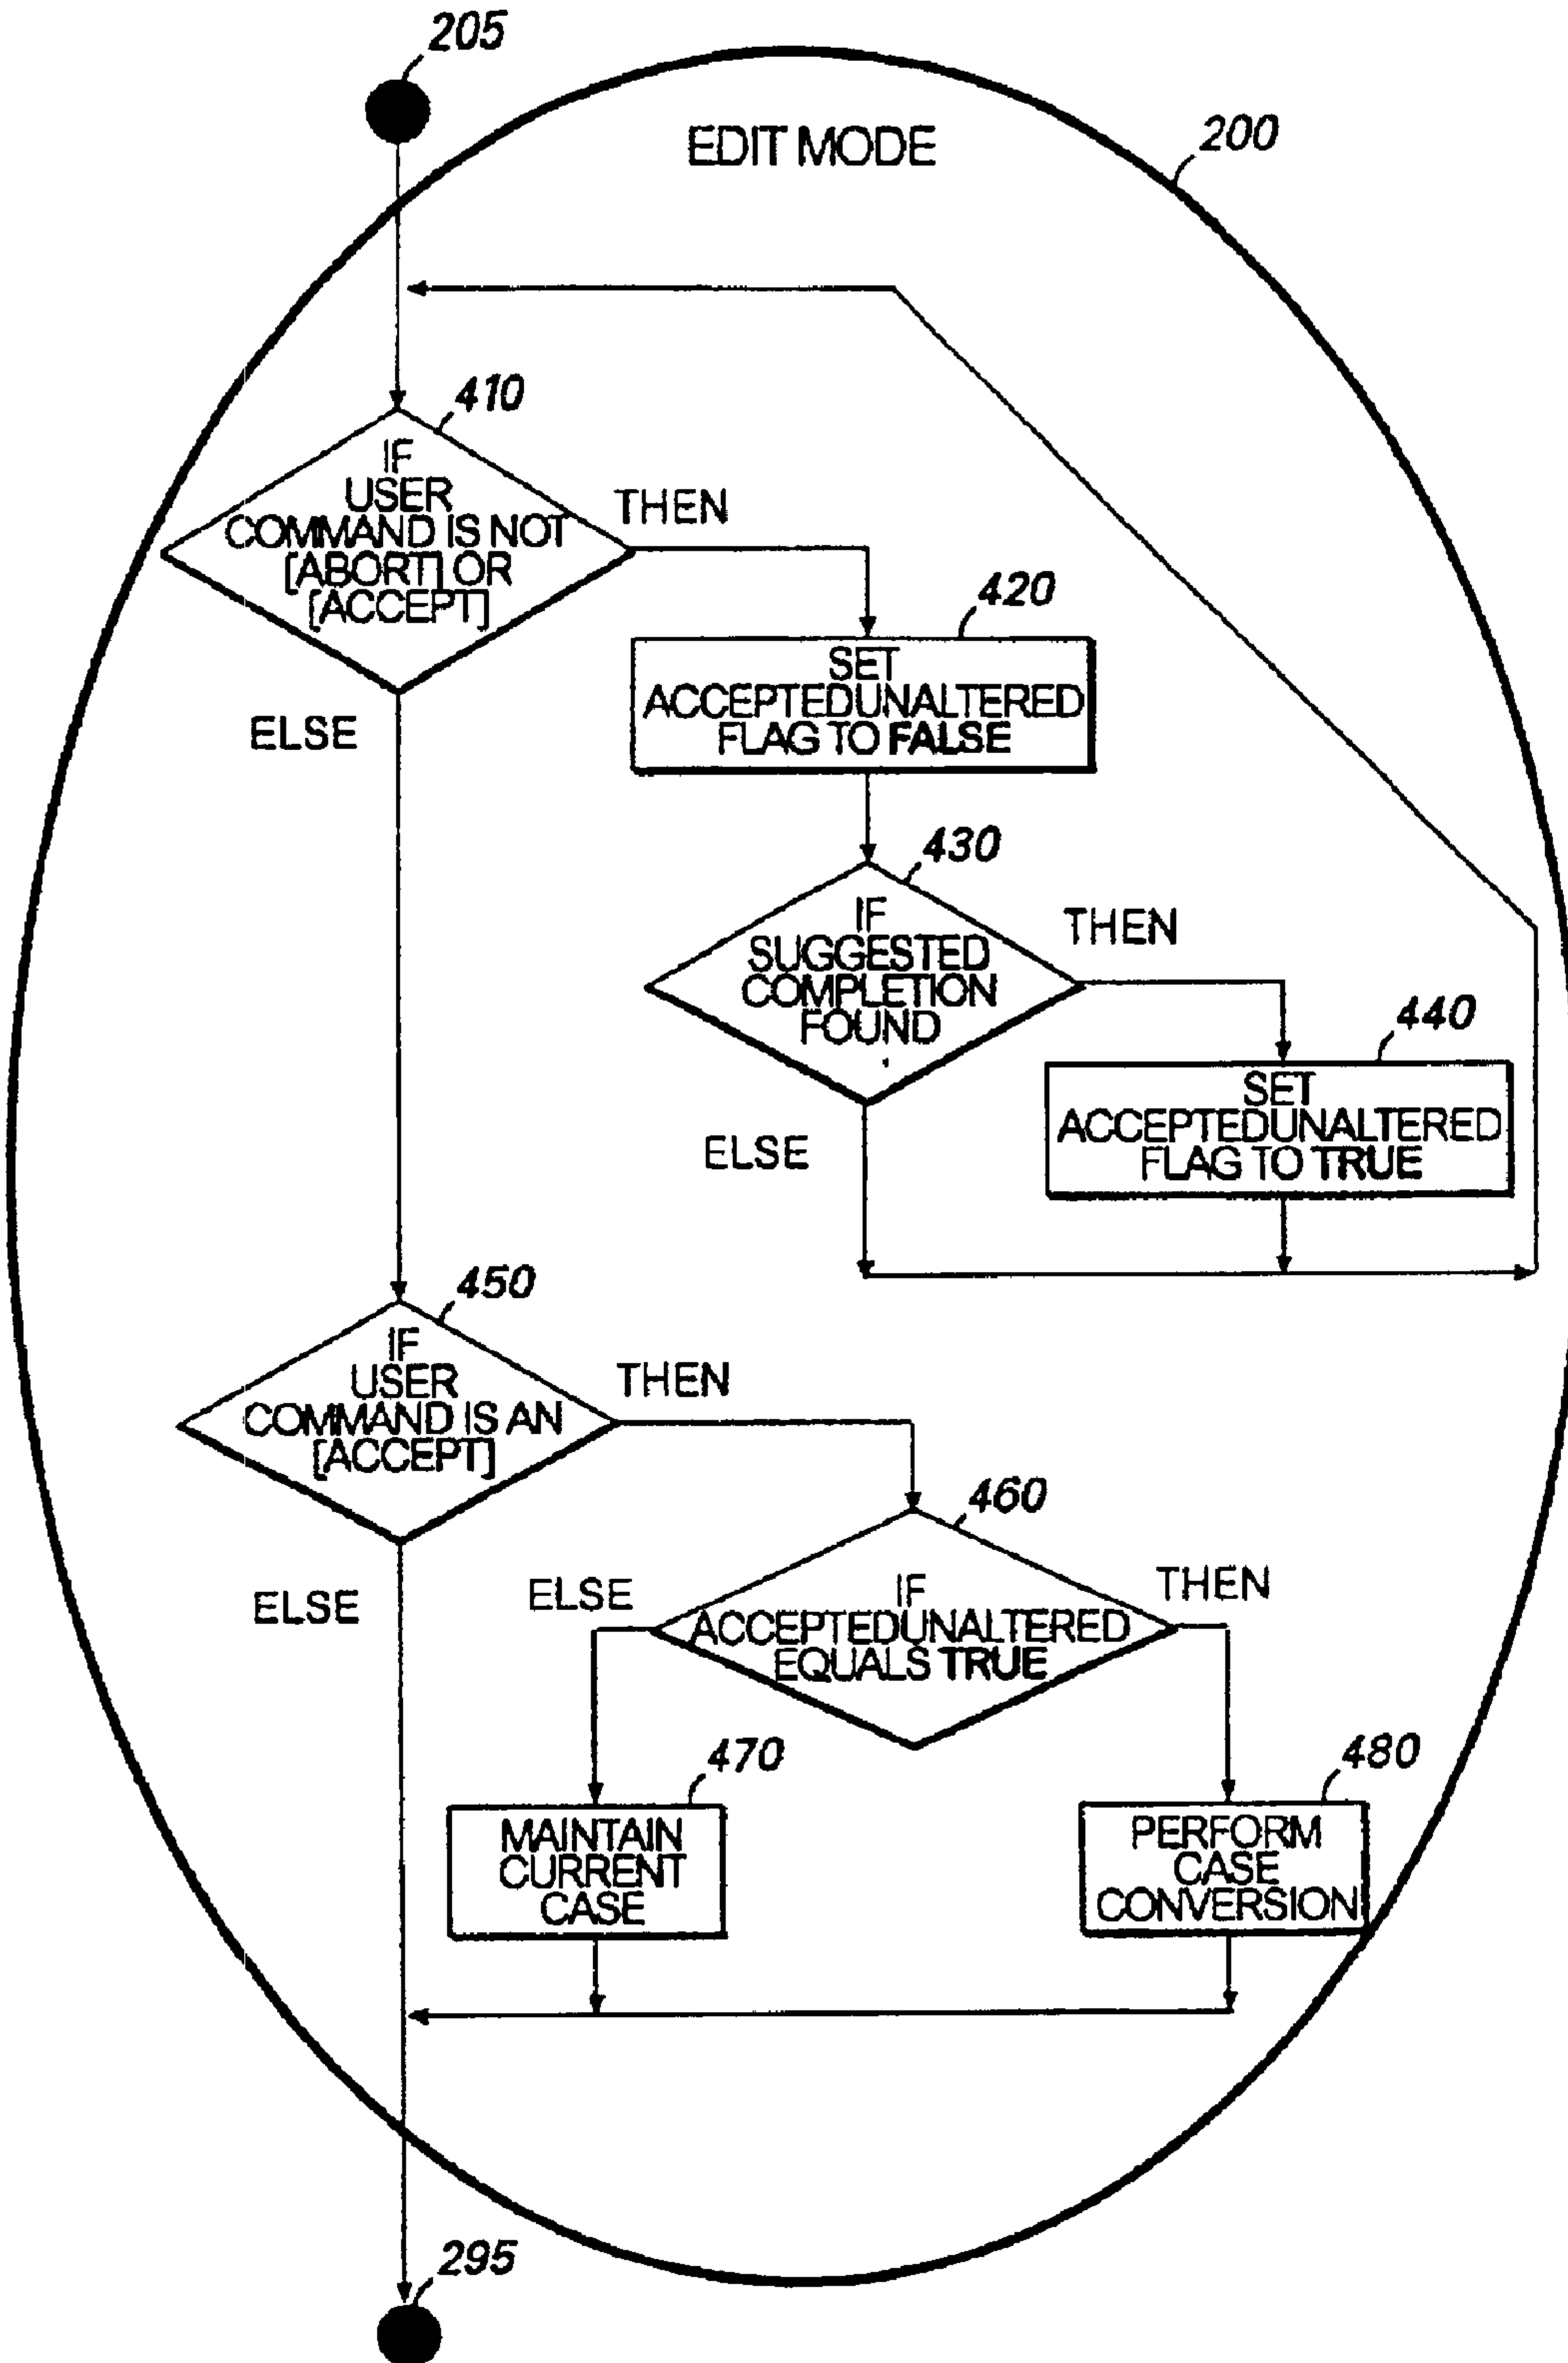 205
EDIT MODE
200
410
IF
USER
COMMAND IS NOT
[ABORT] OR
[ACCEPT]
THEN
420
SET
ACCEPTEDUNALTERED
FLAG TO FALSE
ELSE
430
IF
SUGGESTED
COMPLETION
FOUND
THEN
440
SET
ACCEPTEDUNALTERED
FLAG TO TRUE
ELSE
450
IF
USER
COMMAND IS AN
[ACCEPT]
THEN
460
ELSE
ELSE
IF
ACCEPTEDUNALTERED
EQUALS TRUE
THEN
470
MAINTAIN
CURRENT
CASE
480
PERFORM
CASE
CONVERSION
295